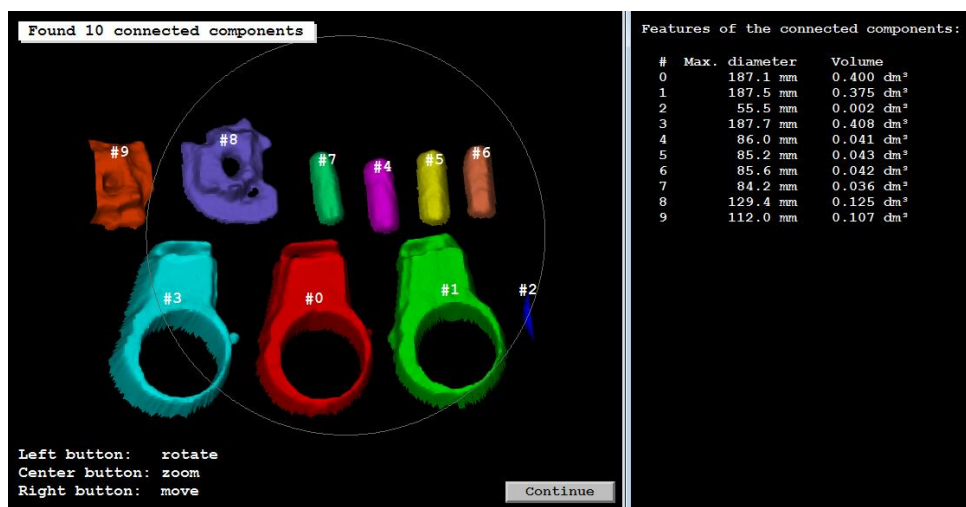 Found 10 connected components
#9
#8
#7
#4
#5
#6
#3
#0
#1
#2
Left button: rotate
Center button: zoom
Right button: move
Continue
Features of the connected components:
# Max. diameter Volume
0 187.1 mm 0.400 dm³
1 187.5 mm 0.375 dm³
2 55.5 mm 0.002 dm³
3 187.7 mm 0.408 dm³
4 86.0 mm 0.041 dm³
5 85.2 mm 0.043 dm³
6 85.6 mm 0.042 dm³
7 84.2 mm 0.036 dm³
8 129.4 mm 0.125 dm³
9 112.0 mm 0.107 dm³